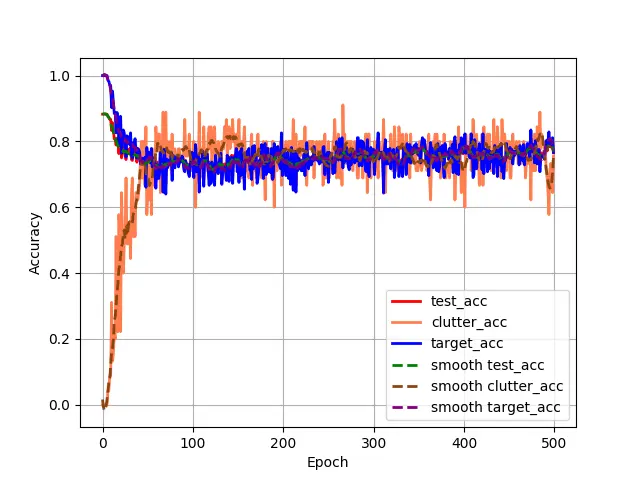 1.0
0.8
0.6
0.4
0.2
0.0
Accuracy
0 100 200 300 400 500
Epoch
test_acc
clutter_acc
target_acc
smooth test_acc
smooth clutter_acc
smooth target_acc